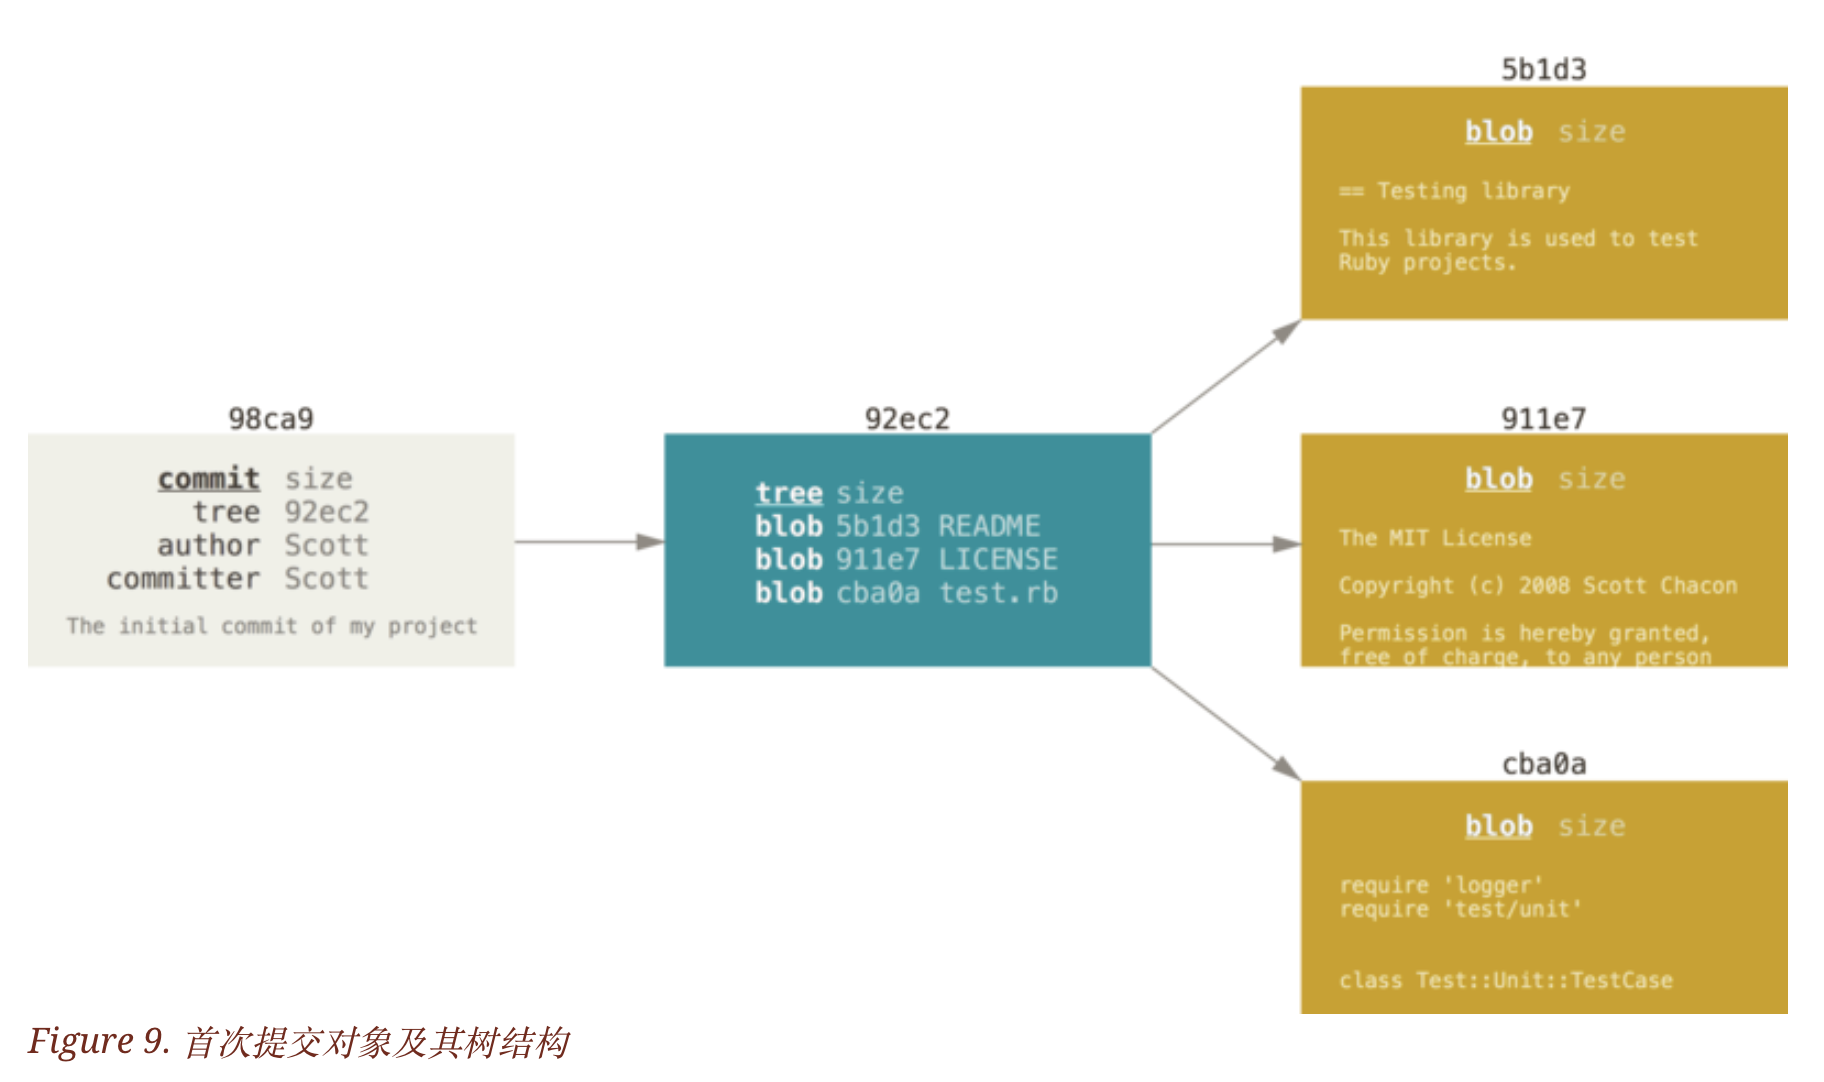 98ca9
commit size
tree 92ec2
author Scott
committer Scott
The initial commit of my project
92ec2
tree size
blob 5b1d3 README
blob 911e7 LICENSE
blob cba0a test.rb
5b1d3
blob size
== Testing library
This library is used to test
Ruby projects.
911e7
blob size
The MIT License
Copyright (c) 2008 Scott Chacon
Permission is hereby granted,
free of charge, to any person
cba0a
blob size
require 'logger'
require 'test/unit'
class Test::Unit::TestCase
Figure 9. 首次提交对象及其树结构